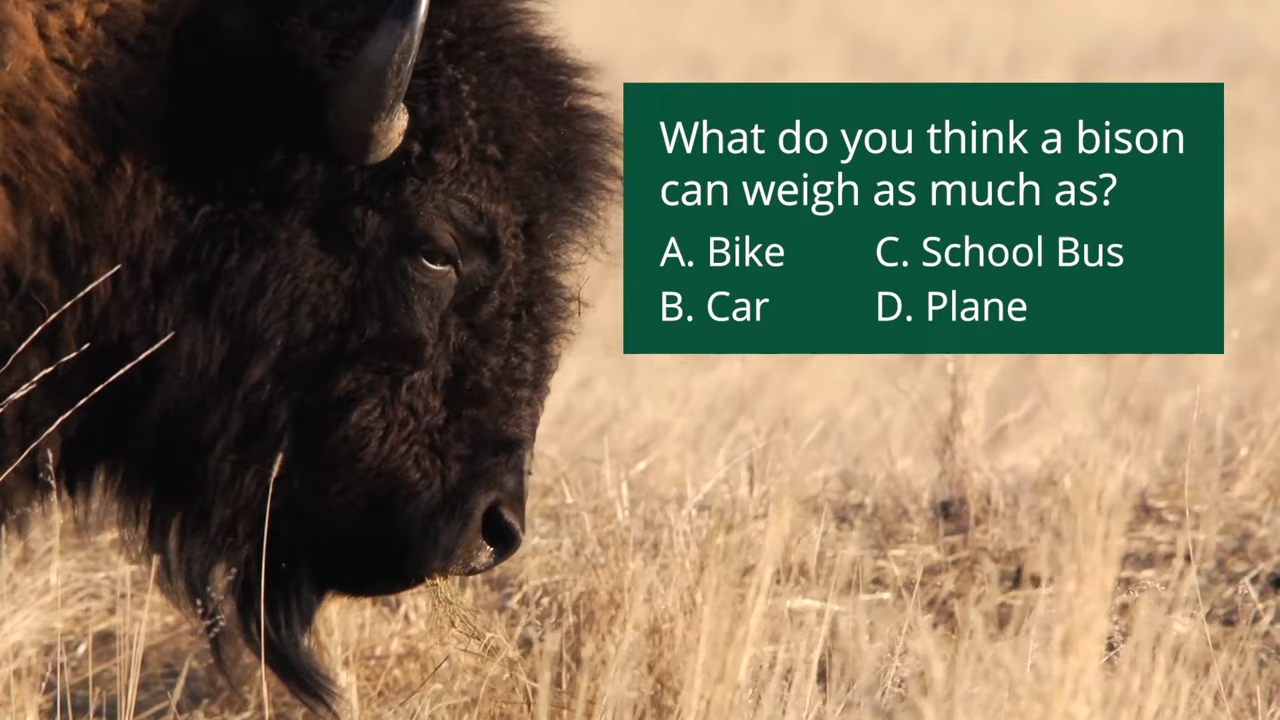 What do you think a bison
can weigh as much as?
A. Bike
B. Car
C. School Bus
D. Plane